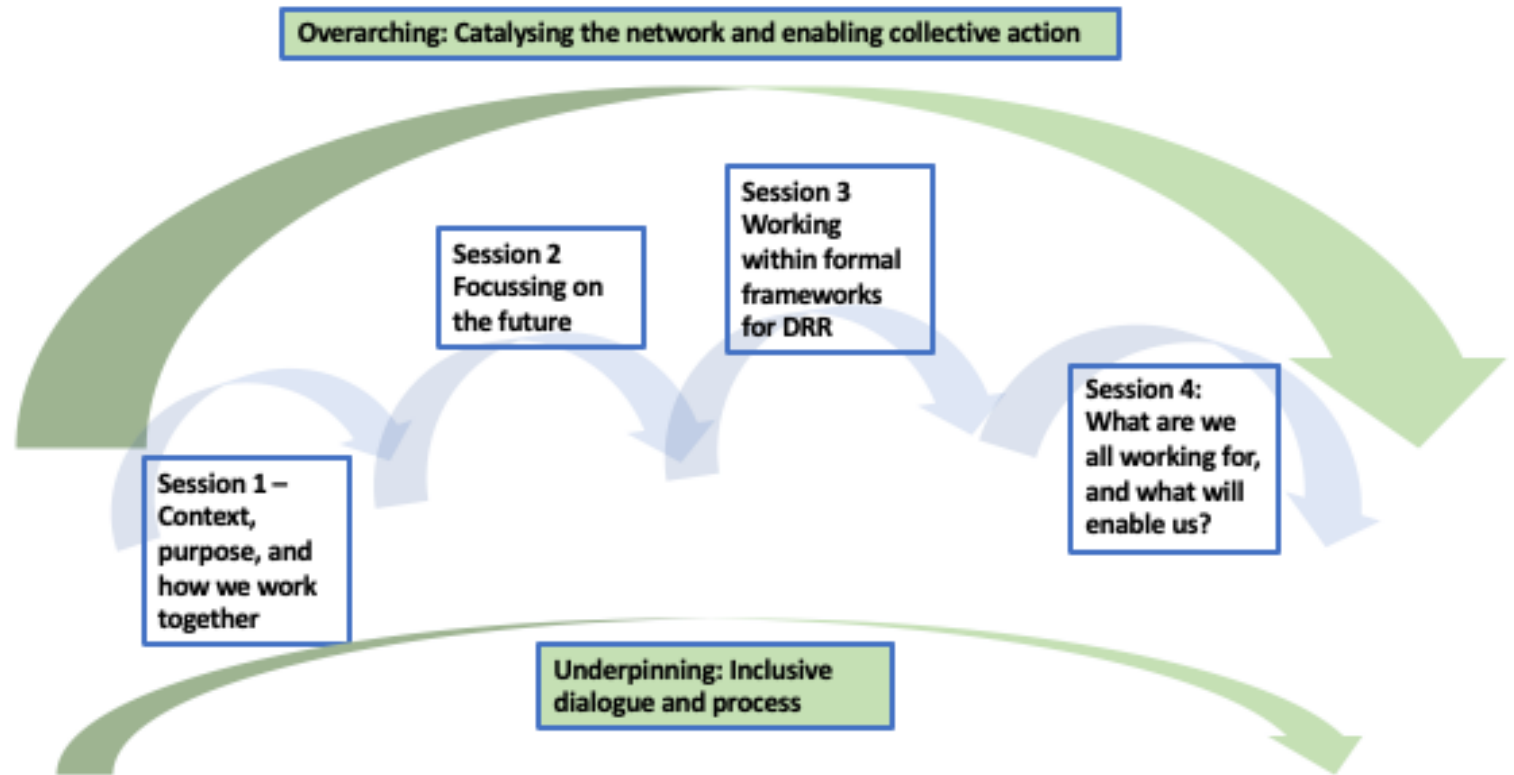 Overarching: Catalysing the network and enabling collective action
Session 1 –
Context,
purpose, and
how we work
together
Session 2
Focussing on
the future
Session 3
Working
within formal
frameworks
for DRR
Session 4:
What are we
all working for,
and what will
enable us?
Underpinning: Inclusive
dialogue and process